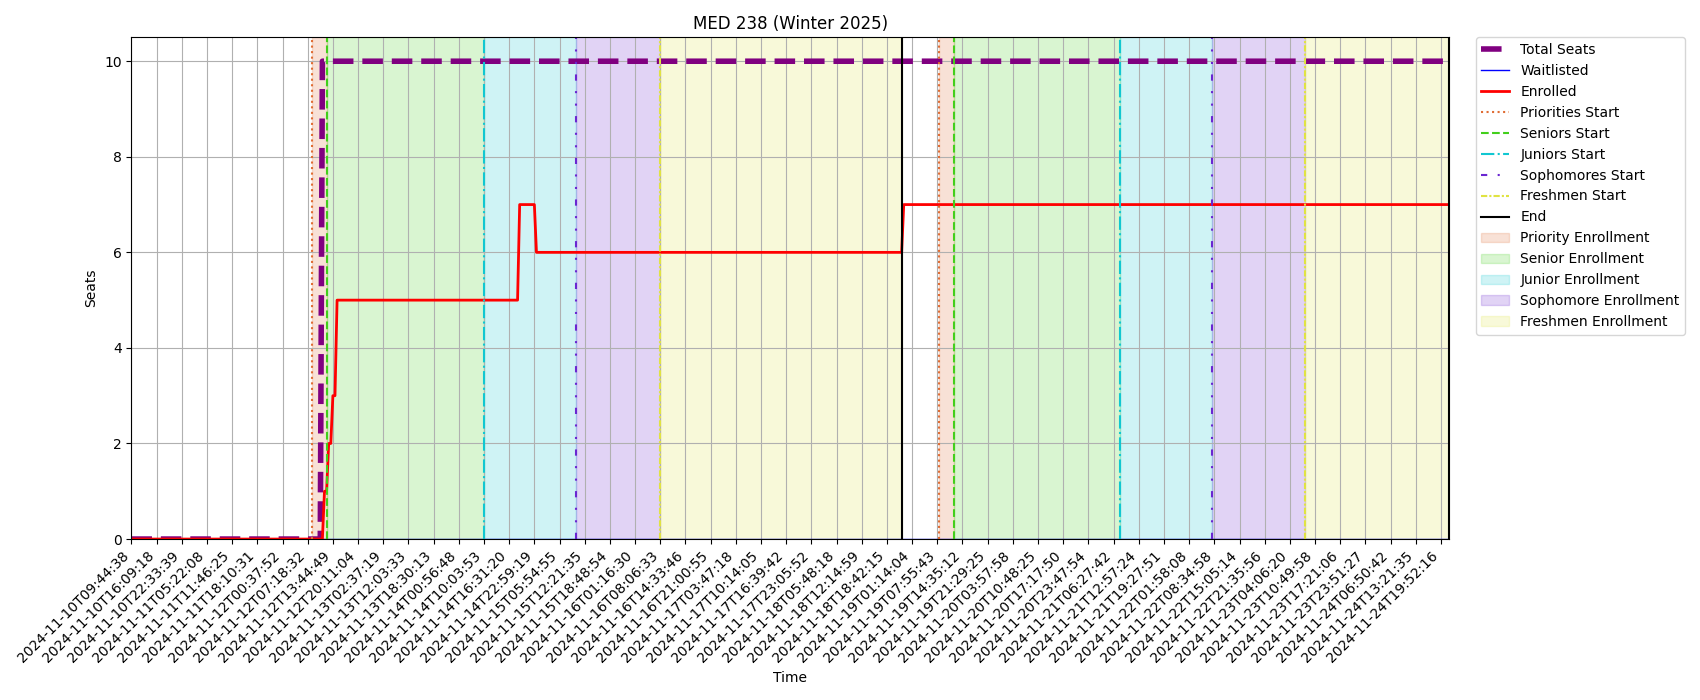 MED 238 (Winter 2025)
Seats
10
8
6
4
2
0
2024-11-10T09:44:38
2024-11-10T16:09:18
2024-11-10T22:33:39
2024-11-11T05:22:08
2024-11-11T11:46:25
2024-11-11T18:10:31
2024-11-12T00:37:52
2024-11-12T07:18:32
2024-11-12T13:44:49
2024-11-12T20:11:04
2024-11-13T02:37:19
2024-11-13T12:03:33
2024-11-13T18:30:13
2024-11-14T00:56:48
2024-11-14T10:03:53
2024-11-14T16:31:20
2024-11-14T22:59:19
2024-11-15T05:54:55
2024-11-15T12:21:35
2024-11-15T18:48:54
2024-11-16T01:16:30
2024-11-16T08:06:33
2024-11-16T14:33:46
2024-11-16T21:00:55
2024-11-17T03:47:18
2024-11-17T10:14:05
2024-11-17T16:39:42
2024-11-17T23:05:52
2024-11-18T05:48:18
2024-11-18T12:14:59
2024-11-18T18:42:15
2024-11-19T01:14:04
2024-11-19T07:55:43
2024-11-19T14:35:12
2024-11-19T21:29:25
2024-11-20T03:57:58
2024-11-20T10:48:25
2024-11-20T17:17:50
2024-11-20T23:47:54
2024-11-21T06:27:42
2024-11-21T12:57:24
2024-11-21T19:27:51
2024-11-22T01:58:08
2024-11-22T08:34:58
2024-11-22T15:05:14
2024-11-22T21:35:56
2024-11-23T04:06:20
2024-11-23T10:49:58
2024-11-23T17:21:06
2024-11-23T23:51:27
2024-11-24T06:50:42
2024-11-24T13:21:35
2024-11-24T19:52:16
Time
Total Seats
Waitlisted
Enrolled
Priorities Start
Seniors Start
Juniors Start
Sophomores Start
Freshmen Start
End
Priority Enrollment
Senior Enrollment
Junior Enrollment
Sophomore Enrollment
Freshmen Enrollment